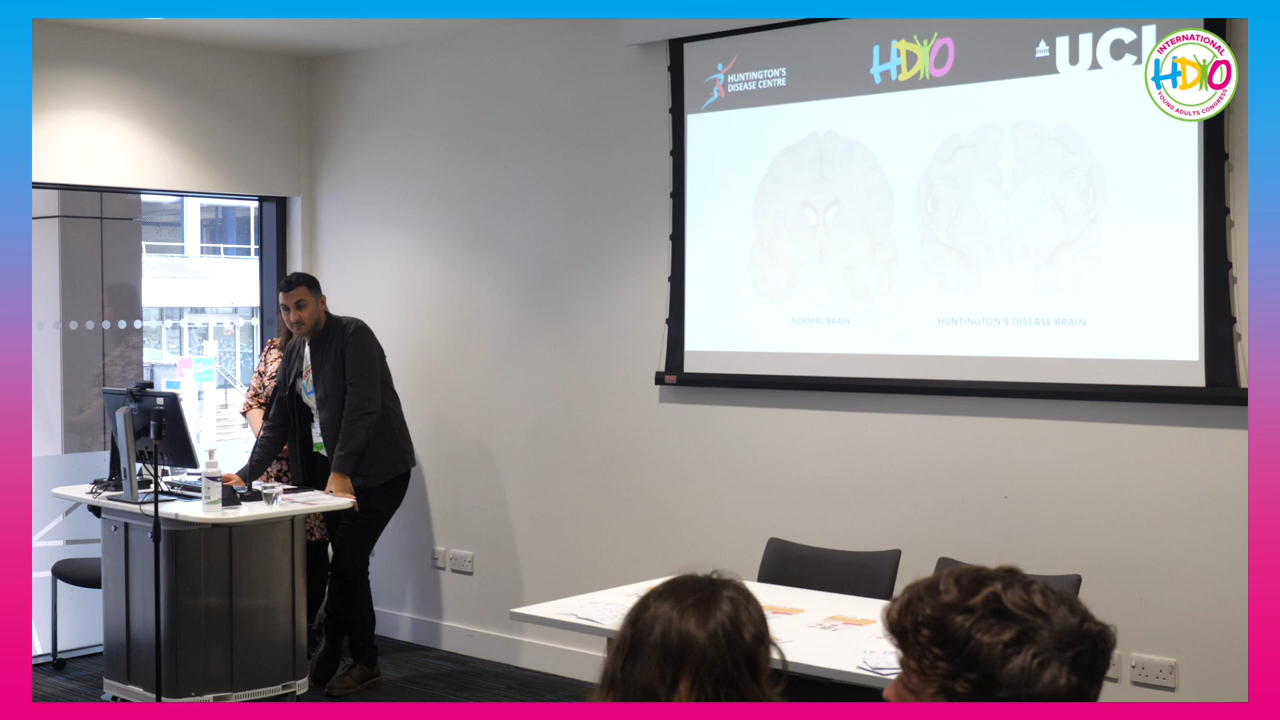 HUNTINGTON'S
DISEASE CENTRE
HDYO
UCL
INTERNATIONAL
HDYO
YOUNG ADULTS CONGRESS
NORMAL BRAIN
HUNTINGTON'S DISEASE BRAIN